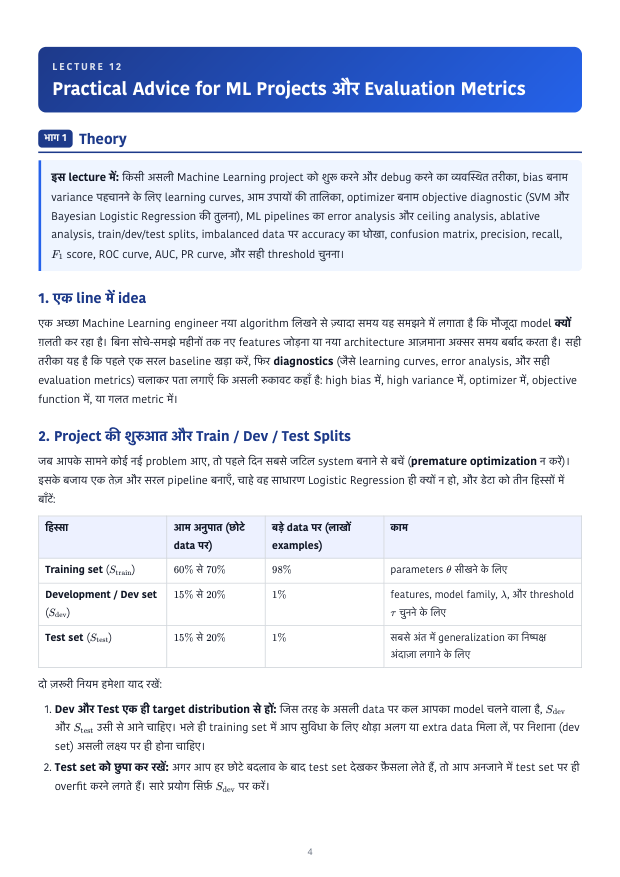 LECTURE 12
Practical Advice for ML Projects और Evaluation Metrics
भाग 1 Theory
इस lecture में: किसी असली Machine Learning project को शुरू करने और debug करने का व्यवस्थित तरीका, bias बनाम
variance पहचानने के लिए learning curves, आम उपायों की तालिका, optimizer बनाम objective diagnostic (SVM और
Bayesian Logistic Regression की तुलना), ML pipelines का error analysis और ceiling analysis, ablative
analysis, train/dev/test splits, imbalanced data पर accuracy का धोखा, confusion matrix, precision, recall,
F₁ score, ROC curve, AUC, PR curve, और सही threshold चुनना।
1. एक line में idea
एक अच्छा Machine Learning engineer नया algorithm लिखने से ज़्यादा समय यह समझने में लगाता है कि मौजूदा model क्यों
ग़लती कर रहा है। बिना सोचे-समझे महीनों तक नए features जोड़ना या नया architecture आज़माना अक्सर समय बर्बाद करता है। सही
तरीका यह है कि पहले एक सरल baseline खड़ा करें, फिर diagnostics (जैसे learning curves, error analysis, और सही
evaluation metrics) चलाकर पता लगाएँ कि असली रुकावट कहाँ है: high bias में, high variance में, optimizer में, objective
function में, या गलत metric में।
2. Project की शुरुआत और Train / Dev / Test Splits
जब आपके सामने कोई नई problem आए, तो पहले दिन सबसे जटिल system बनाने से बचें (premature optimization न करें)।
इसके बजाय एक तेज़ और सरल pipeline बनाएँ, चाहे वह साधारण Logistic Regression ही क्यों न हो, और डेटा को तीन हिस्सों में
बाँटें:
हिस्सा | आम अनुपात (छोटे data पर) | बड़े data पर (लाखों examples) | काम
Training set (S_train) | 60% से 70% | 98% | parameters θ सीखने के लिए
Development / Dev set (S_dev) | 15% से 20% | 1% | features, model family, λ, और threshold τ चुनने के लिए
Test set (S_test) | 15% से 20% | 1% | सबसे अंत में generalization का निष्पक्ष अंदाज़ा लगाने के लिए
दो ज़रूरी नियम हमेशा याद रखें:
1. Dev और Test एक ही target distribution से हों: जिस तरह के असली data पर कल आपका model चलने वाला है, S_dev
और S_test उसी से आने चाहिए। भले ही training set में आप सुविधा के लिए थोड़ा अलग या extra data मिला लें, पर निशाना (dev
set) असली लक्ष्य पर ही होना चाहिए।
2. Test set को छुपा कर रखें: अगर आप हर छोटे बदलाव के बाद test set देखकर फ़ैसला लेते हैं, तो आप अनजाने में test set पर ही
overfit करने लगते हैं। सारे प्रयोग सिर्फ़ S_dev पर करें।
4